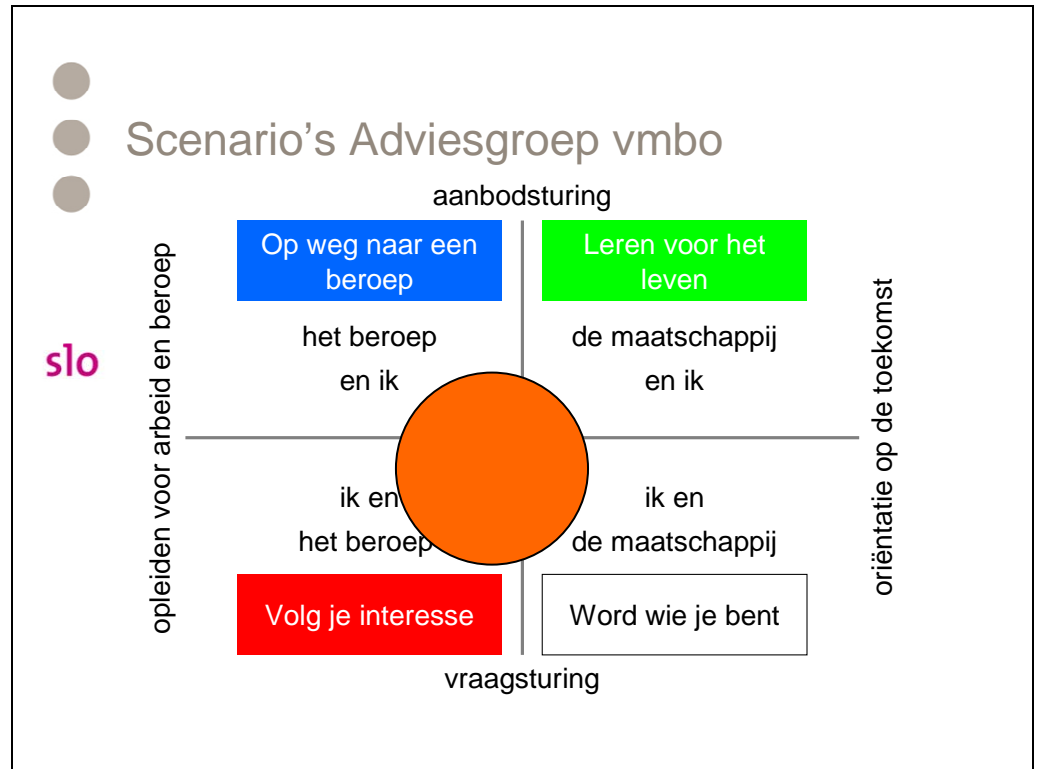 Scenario's Adviesgroep vmbo
aanbodsturing
opleiden voor arbeid en beroep
slo
Op weg naar een
beroep
het beroep
en ik
Leren voor het
leven
de maatschappij
en ik
oriëntatie op de toekomst
ik en
het beroep
Volg je interesse
ik en
de maatschappij
Word wie je bent
vraagsturing